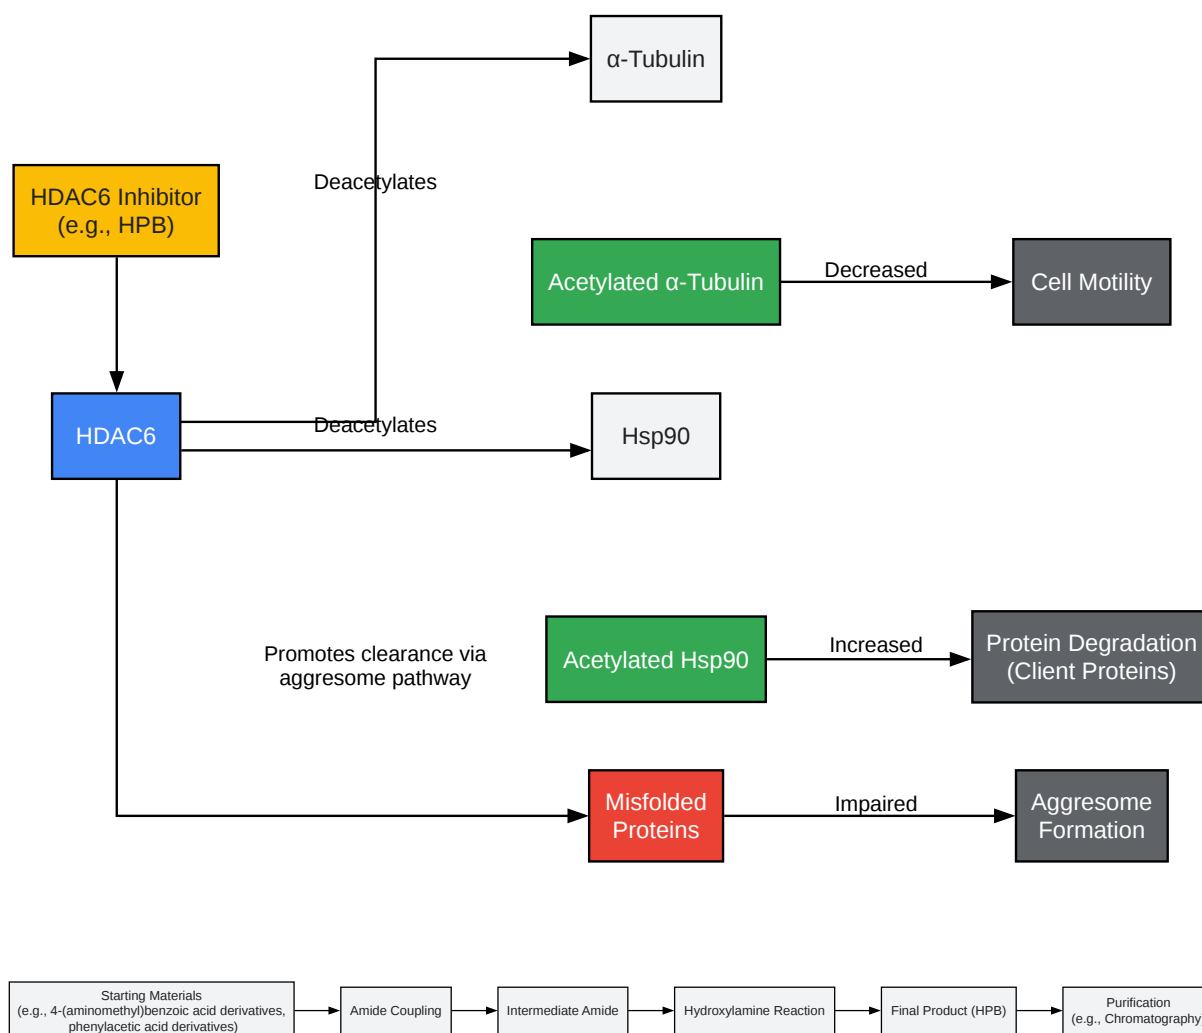 α-Tubulin
Deacetylates
HDAC6 Inhibitor
(e.g., HPB)
Acetylated α-Tubulin
Decreased
Cell Motility
HDAC6
Deacetylates
Hsp90
Promotes clearance via
aggresome pathway
Acetylated Hsp90
Increased
Protein Degradation
(Client Proteins)
Misfolded
Proteins
Impaired
Aggresome
Formation
Starting Materials
(e.g., 4-(aminomethyl)benzoic acid derivatives,
phenylacetic acid derivatives)
Amide Coupling
Intermediate Amide
Hydroxylamine Reaction
Final Product (HPB)
Purification
(e.g., Chromatography)